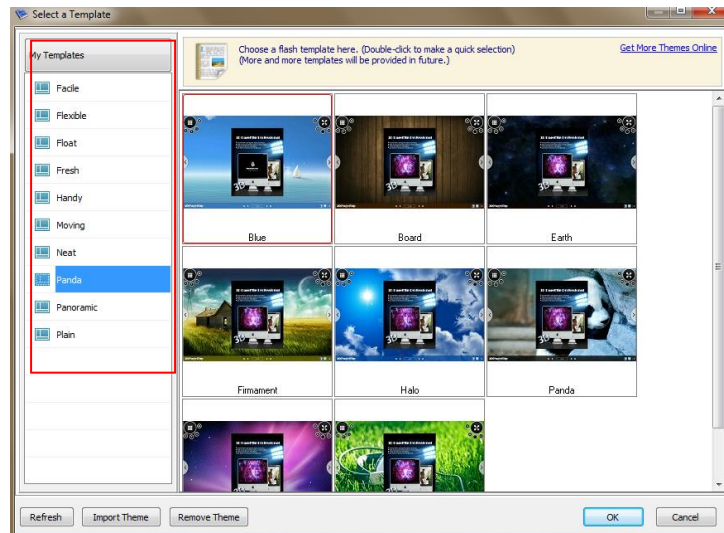 Select a Template
My Templates
Choose a flash template here. (Double-click to make a quick selection)
(More and more templates will be provided in future.)
Get More Themes Online
Facile
Flexible
Float
Fresh
Handy
Moving
Neat
Panda
Panoramic
Plain
Blue
Board
Earth
Firmament
Halo
Panda
Refresh
Import Theme
Remove Theme
OK
Cancel